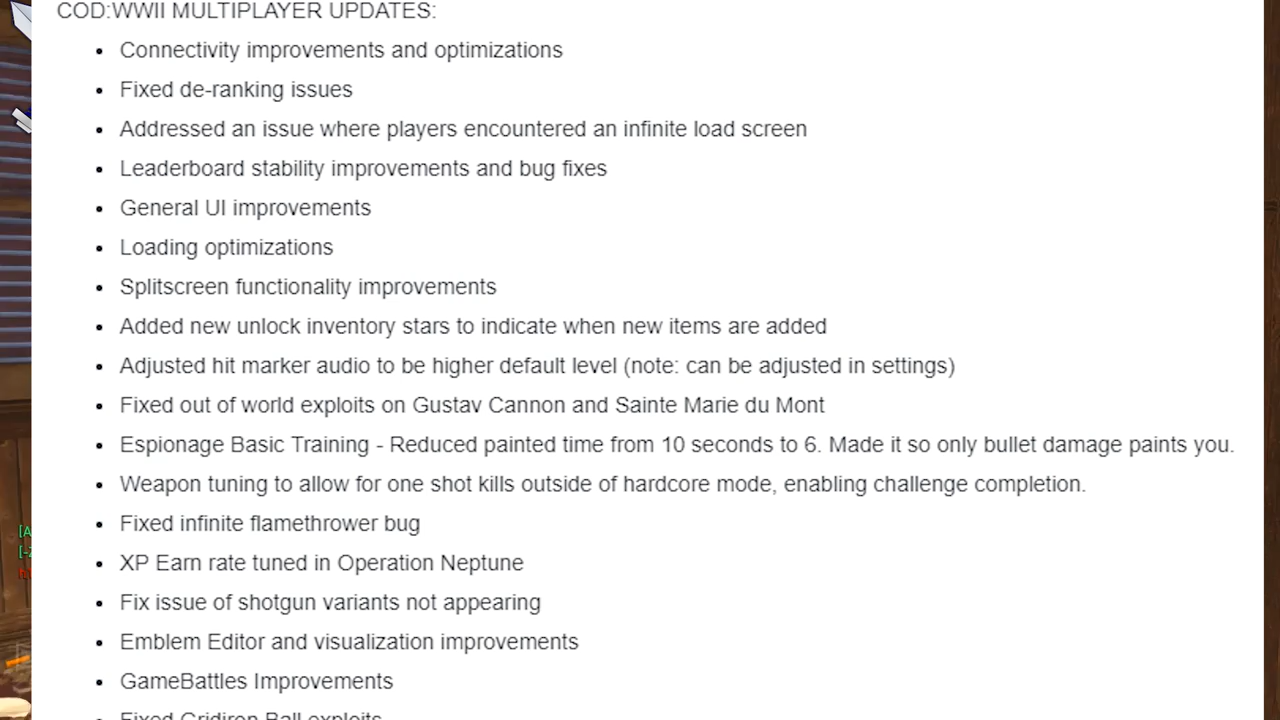 COD:WWII MULTIPLAYER UPDATES:
• Connectivity improvements and optimizations
• Fixed de-ranking issues
• Addressed an issue where players encountered an infinite load screen
• Leaderboard stability improvements and bug fixes
• General UI improvements
• Loading optimizations
• Splitscreen functionality improvements
• Added new unlock inventory stars to indicate when new items are added
• Adjusted hit marker audio to be higher default level (note: can be adjusted in settings)
• Fixed out of world exploits on Gustav Cannon and Sainte Marie du Mont
• Espionage Basic Training - Reduced painted time from 10 seconds to 6. Made it so only bullet damage paints you.
• Weapon tuning to allow for one shot kills outside of hardcore mode, enabling challenge completion.
• Fixed infinite flamethrower bug
• XP Earn rate tuned in Operation Neptune
• Fix issue of shotgun variants not appearing
• Emblem Editor and visualization improvements
• GameBattles Improvements
• Fixed Gridiron Ball exploits